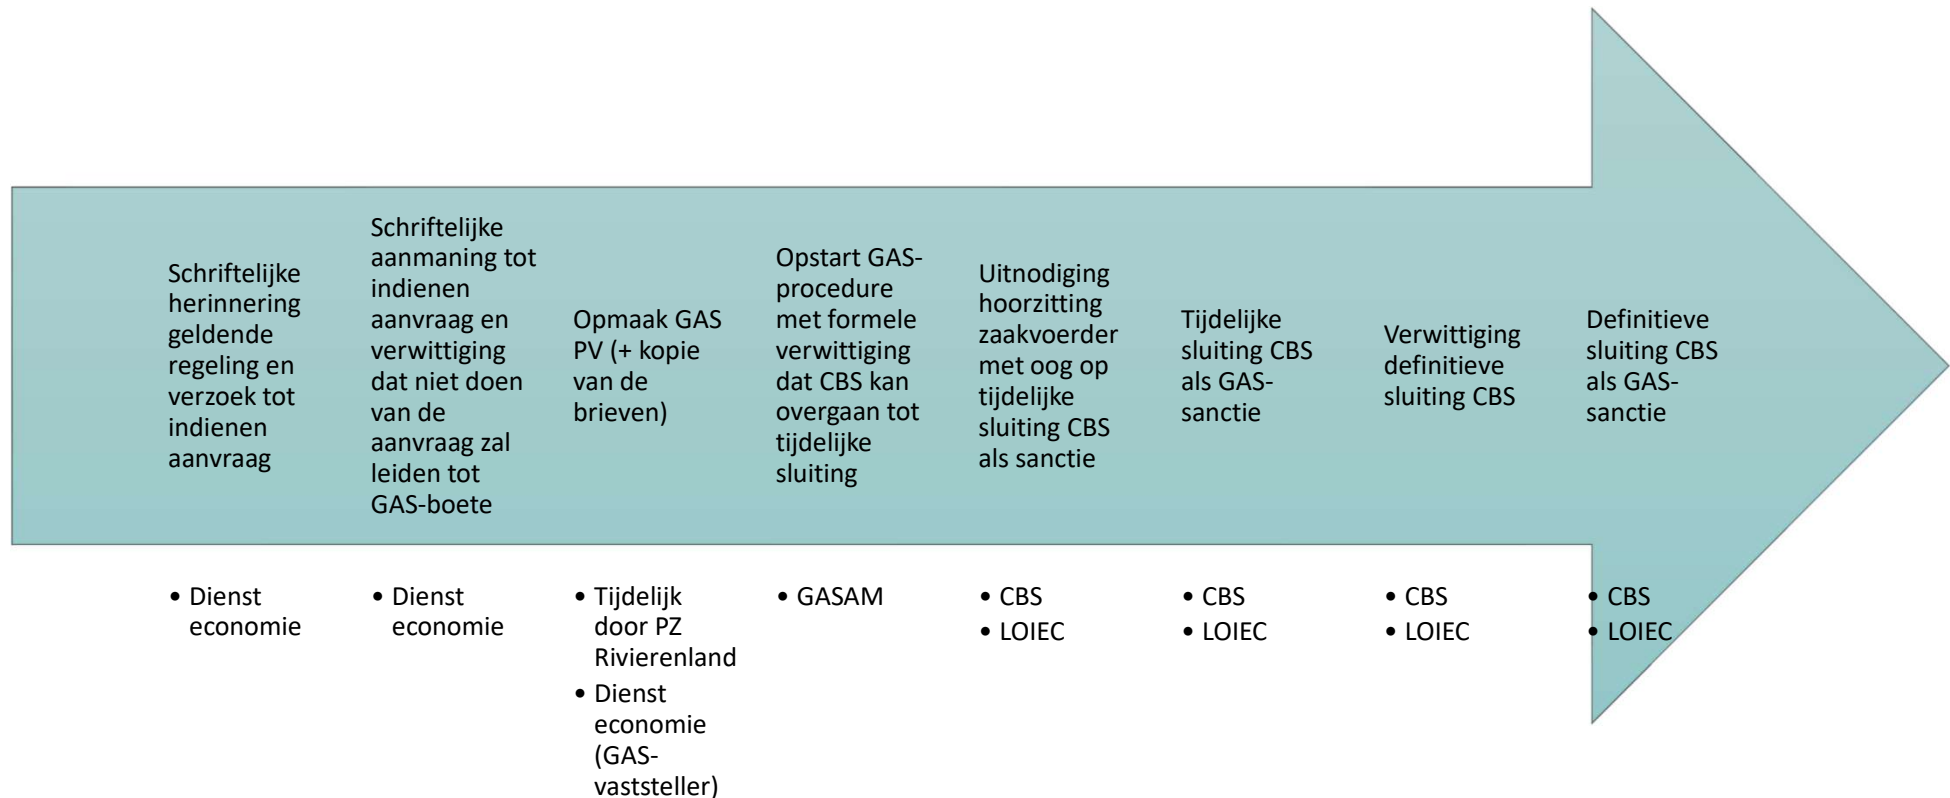 Schriftelijke
herinnering
geldende
regeling en
verzoek tot
indienen
aanvraag
Schriftelijke
aanmaning tot
indienen
aanvraag en
verwittiging
dat niet doen
van de
aanvraag zal
leiden tot
GAS-boete
Opmaak GAS
PV (+ kopie
van de
brieven)
Opstart GAS-
procedure
met formele
verwittiging
dat CBS kan
overgaan tot
tijdelijke
sluiting
Uitnodiging
hoorzitting
zaakvoerder
met oog op
tijdelijke
sluiting CBS
als sanctie
Tijdelijke
sluiting CBS
als GAS-
sanctie
Verwittiging
definitieve
sluiting CBS
Definitieve
sluiting CBS
als GAS-
sanctie
• Dienst
economie
• Dienst
economie
• Tijdelijk
door PZ
Rivierenland
• Dienst
economie
(GAS-
vaststeller)
• GASAM
• CBS
• LOIEC
• CBS
• LOIEC
• CBS
• LOIEC
• CBS
• LOIEC